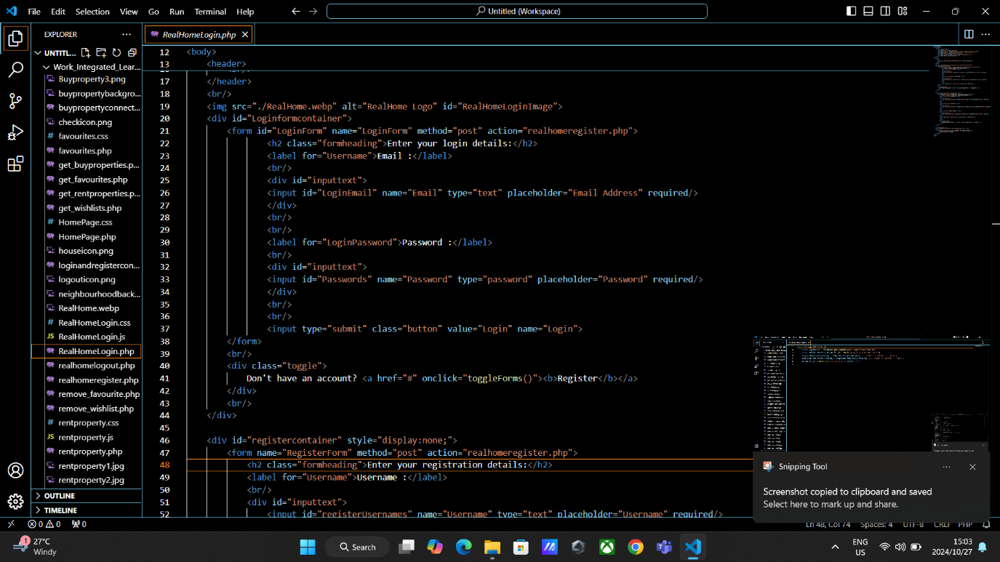 File Edit Selection View Go Run Terminal Help
Untitled (Workspace)
EXPLORER
UNTITL...
Work_Integrated_Lear...
Buyproperty3.png
buypropertybackgro...
buypropertyconnect...
checkicon.png
favourites.css
favourites.php
get_buyproperties.p...
get_favourites.php
get_rentproperties.p...
get_wishlists.php
HomePage.css
HomePage.php
houseicon.png
loginandregistercon...
logouticon.png
neighbourhoodback...
RealHome.webp
RealHomeLogin.css
JS RealHomeLogin.js
RealHomeLogin.php
realhomelogout.php
realhomeregister.php
remove_favourite.php
remove_wishlist.php
rentproperty.css
JS rentproperty.js
rentproperty.php
rentproperty1.jpg
rentproperty2.jpg
OUTLINE
TIMELINE
RealHomeLogin.php
12 <body>
13 <header>
17 </header>
18 <br/>
19 <img src="./RealHome.webp" alt="RealHome Logo" id="RealHomeLoginImage">
20 <div id="Loginformcontainer">
21 <form id="LoginForm" name="LoginForm" method="post" action="realhomeregister.php">
22 <h2 class="formheading">Enter your login details:</h2>
23 <label for="Username">Email :</label>
24 <br/>
25 <div id="inputtext">
26 <input id="LoginEmail" name="Email" type="text" placeholder="Email Address" required/>
27 </div>
28 <br/>
29 <br/>
30 <label for="LoginPassword">Password :</label>
31 <br/>
32 <div id="inputtext">
33 <input id="Passwords" name="Password" type="password" placeholder="Password" required/>
34 </div>
35 <br/>
36 <br/>
37 <input type="submit" class="button" value="Login" name="Login">
38 </form>
39 <br/>
40 <div class="toggle">
41 Don't have an account? <a href="#" onclick="toggleForms()"><b>Register</b></a>
42 </div>
43 <br/>
44 </div>
45
46 <div id="registercontainer" style="display:none;">
47 <form name="RegisterForm" method="post" action="realhomeregister.php">
48 <h2 class="formheading">Enter your registration details:</h2>
49 <label for="Username">Username :</label>
50 <br/>
51 <div id="inputtext">
52 <input id="registerUsernames" name="Username" type="text" placeholder="Username" required/>
Snipping Tool
Screenshot copied to clipboard and saved
Select here to mark up and share.
0 0 0
Ln 48, Col 74 Spaces: 4 UTF-8 CRLF PHP
1
27°C
Windy
Search
ENG
US
15:03
2024/10/27